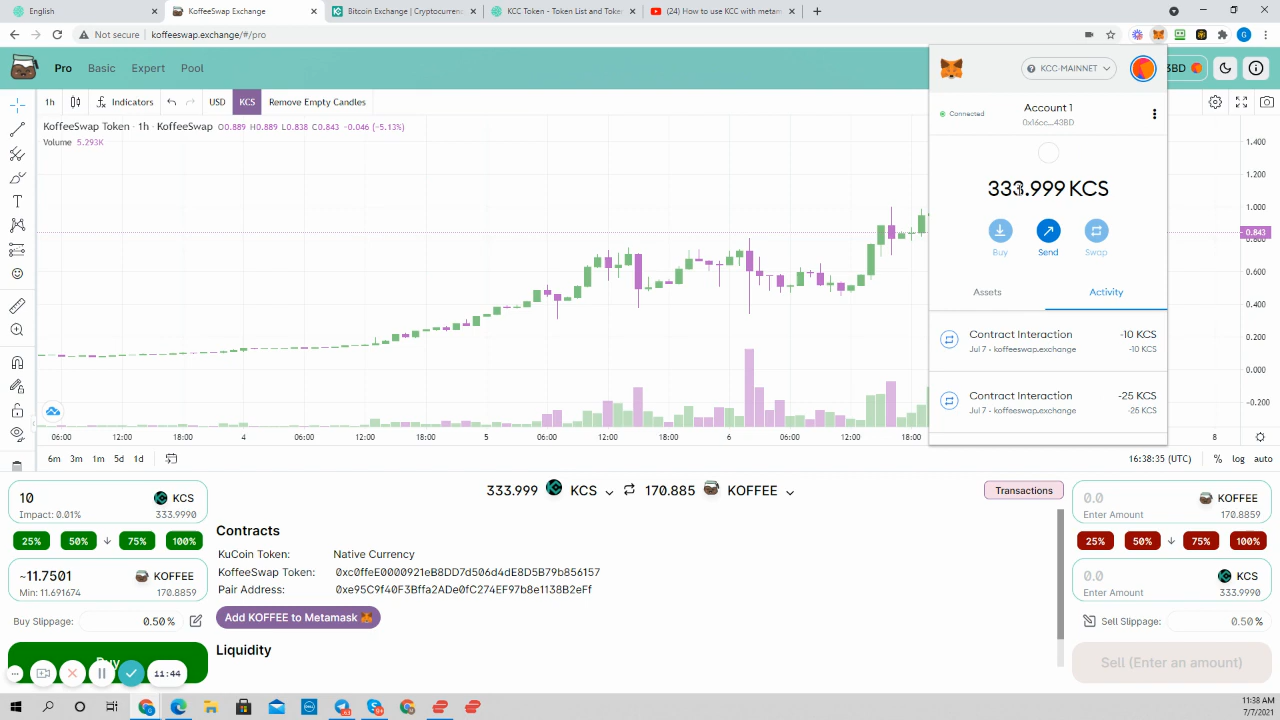 English
KoffeeSwap Exchange
Bitcoin Exchange | Cryptocurrenc
KCC Token - Token List and Token
(24) How to use KCC with metam
Not secure
koffeeswap.exchange/#/pro
Pro
Basic
Expert
Pool
KCC-MAINNET
3BD
1h
Indicators
USD
KCS
Remove Empty Candles
KoffeeSwap Token · 1h · KoffeeSwap O0.889 H0.889 L0.838 C0.843 -0.046 (-5.13%)
Volume 5.293K
Connected
Account 1
0x16cc...43BD
333.999 KCS
Buy
Send
Swap
Assets
Activity
Contract Interaction
-10 KCS
Jul 7 · koffeeswap.exchange
-10 KCS
Contract Interaction
-25 KCS
Jul 7 · koffeeswap.exchange
-25 KCS
1.400
1.200
1.000
0.843
0.600
0.400
0.200
0.000
-0.200
06:00
12:00
18:00
4
06:00
12:00
18:00
5
06:00
12:00
18:00
6
06:00
12:00
18:00
8
6m
3m
1m
5d
1d
16:38:35 (UTC)
%
log
auto
10
KCS
Impact: 0.01%
333.9990
25%
50%
75%
100%
~11.7501
KOFFEE
Min: 11.691674
170.8859
Buy Slippage:
0.50 %
Buy
11:44
333.999 KCS
170.885 KOFFEE
Transactions
Contracts
KuCoin Token: Native Currency
KoffeeSwap Token: 0xc0ffeE0000921eB8DD7d506d4dE8D5B79b856157
Pair Address: 0xe95C9f40F3Bffa2ADe0fC274EF97b8e1138B2eFf
Add KOFFEE to Metamask
Liquidity
0.0
KOFFEE
Enter Amount
170.8859
25%
50%
75%
100%
0.0
KCS
Enter Amount
333.9990
Sell Slippage:
0.50 %
Sell (Enter an amount)
11:38 AM
7/7/2021